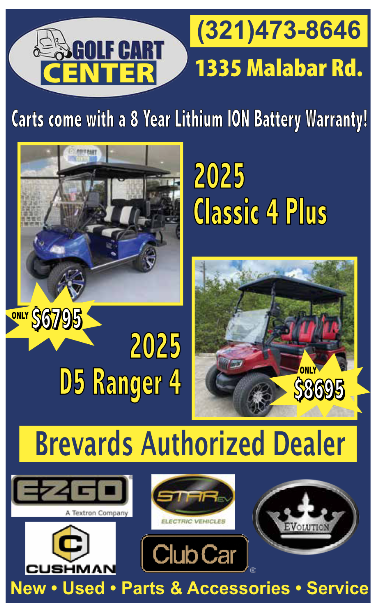 GOLF CART
CENTER
(321)473-8646
1335 Malabar Rd.
Carts come with a 8 Year Lithium ION Battery Warranty!
2025
Classic 4 Plus
ONLY $6795
2025
D5 Ranger 4
ONLY
$8695
Brevards Authorized Dealer
E-Z-GO
A Textron Company
STAR EV
ELECTRIC VEHICLES
EVOLUTION
CUSHMAN
Club Car
New • Used • Parts & Accessories • Service